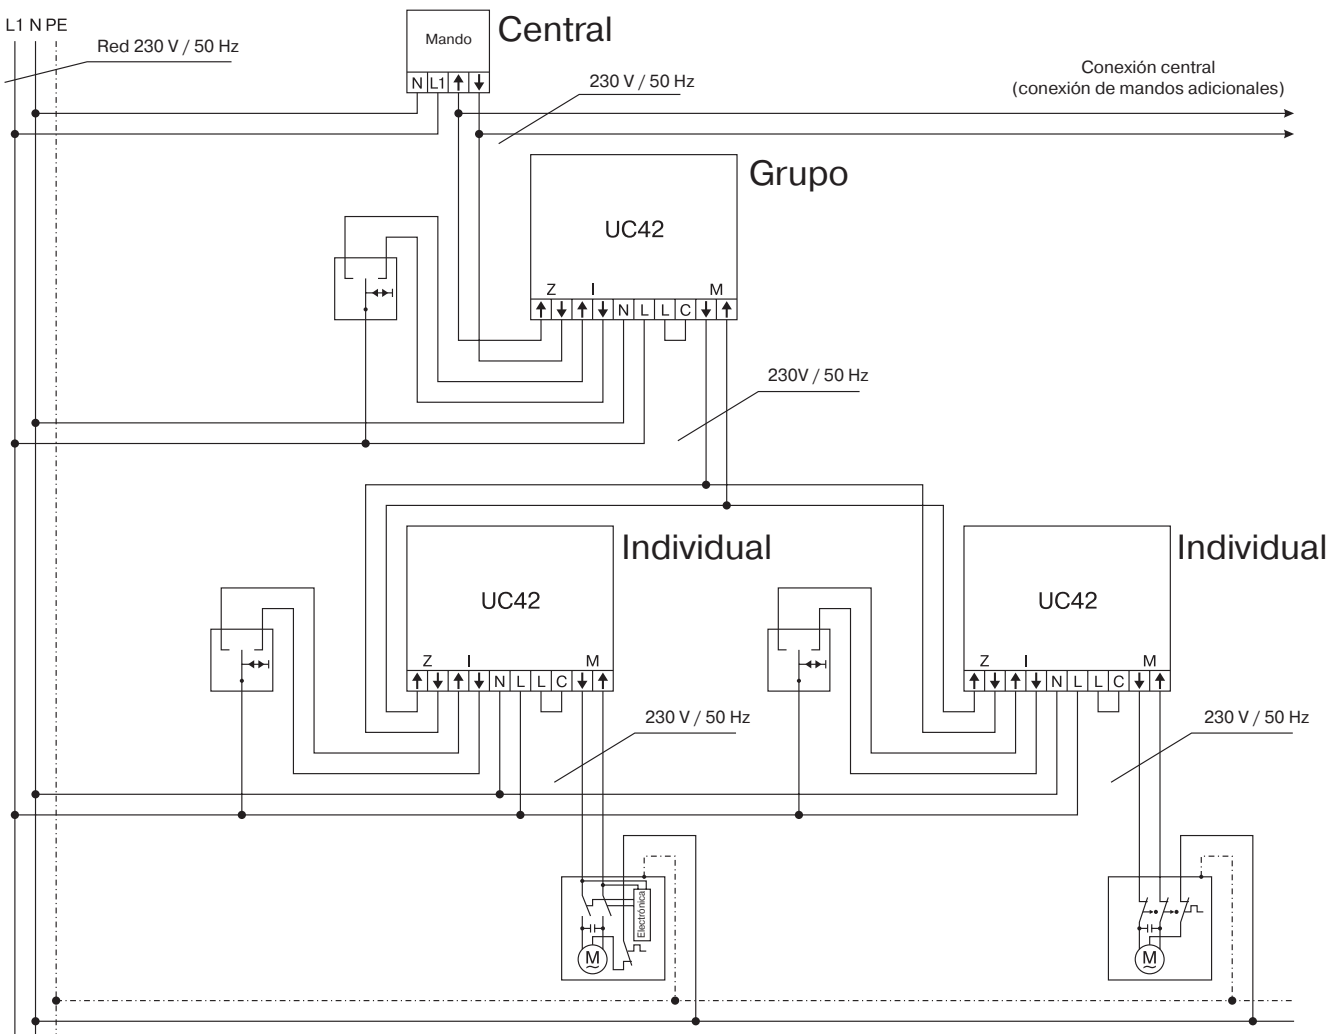 L1 N PE
Red 230 V / 50 Hz
Mando
Central
N L1 ↑ ↓
230 V / 50 Hz
Conexión central
(conexión de mandos adicionales)
Grupo
UC42
Z I M
↑ ↓ ↑ ↓ N L L C ↓ ↑
230V / 50 Hz
Individual
UC42
Z I M
↑ ↓ ↑ ↓ N L L C ↓ ↑
230 V / 50 Hz
Individual
UC42
Z I M
↑ ↓ ↑ ↓ N L L C ↓ ↑
230 V / 50 Hz
Electrónica
M
~
M
~